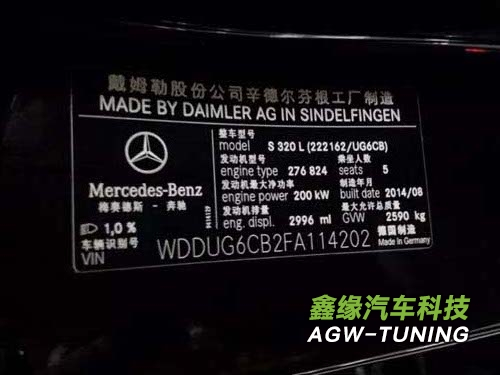 戴姆勒股份公司辛德尔芬根工厂制造
MADE BY DAIMLER AG IN SINDELFINGEN
整车型号
model S 320 L (222162/UG6CB)
发动机型号 乘坐人数
engine type 276 824 seats 5
发动机最大净功率 制造年月
engine power 200 kW built date 2014/08
发动机排量 最大允许总质量
eng. displ. 2996 ml GVW 2590 kg
Mercedes-Benz
梅赛德斯 - 奔驰
1,0 %
车辆识别号 德国制造
VIN WDDUG6CB2FA114202 Made in Germany
鑫缘汽车科技
AGW-TUNING